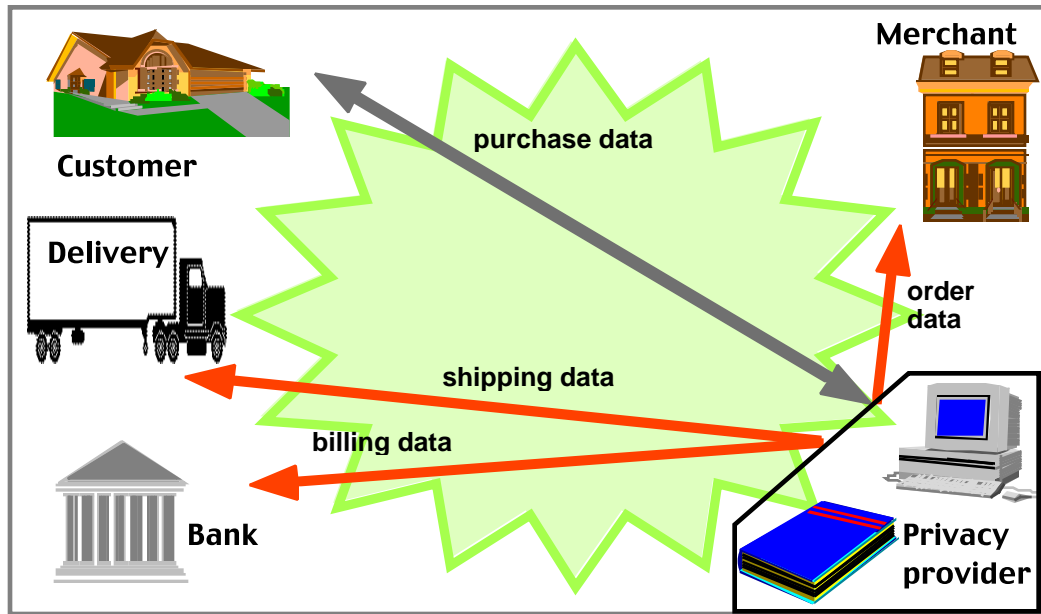 Merchant
purchase data
Customer
Delivery
order
data
shipping data
billing data
Bank
Privacy
provider